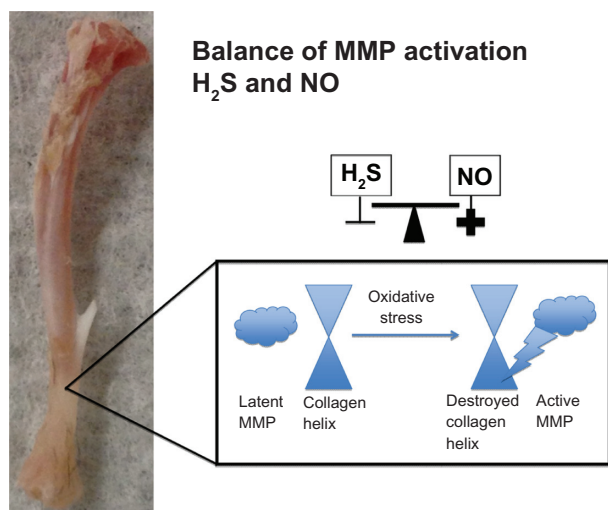 Balance of MMP activation
H₂S and NO
H₂S
NO
Oxidative
stress
Latent
MMP
Collagen
helix
Destroyed
collagen
helix
Active
MMP